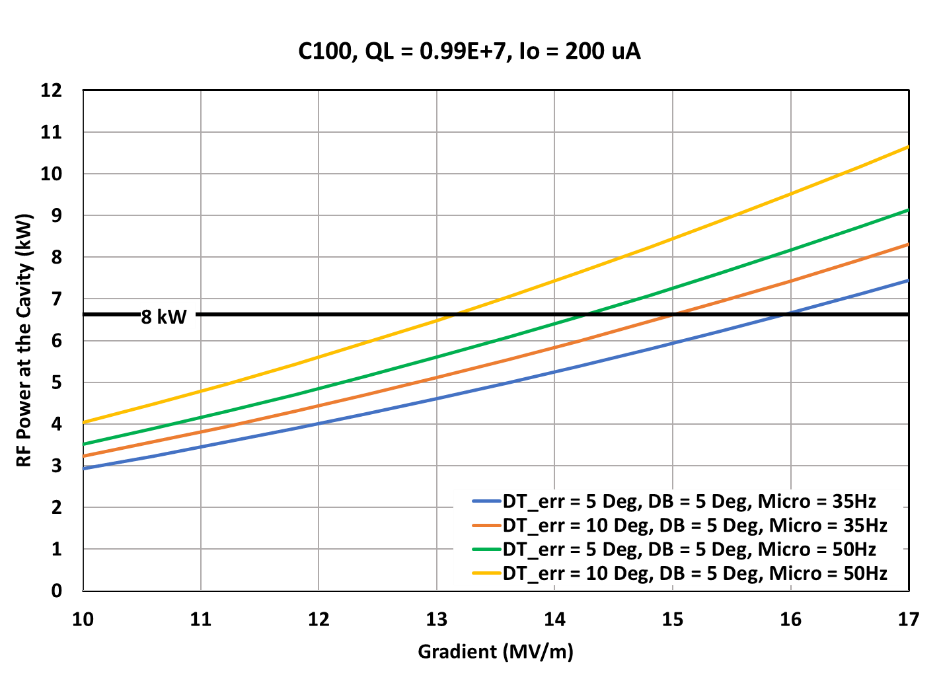 C100, QL = 0.99E+7, Io = 200 uA
12
11
10
9
8
7
6
5
4
3
2
1
0
RF Power at the Cavity (kW)
8 kW
DT_err = 5 Deg, DB = 5 Deg, Micro = 35Hz
DT_err = 10 Deg, DB = 5 Deg, Micro = 35Hz
DT_err = 5 Deg, DB = 5 Deg, Micro = 50Hz
DT_err = 10 Deg, DB = 5 Deg, Micro = 50Hz
10 11 12 13 14 15 16 17
Gradient (MV/m)